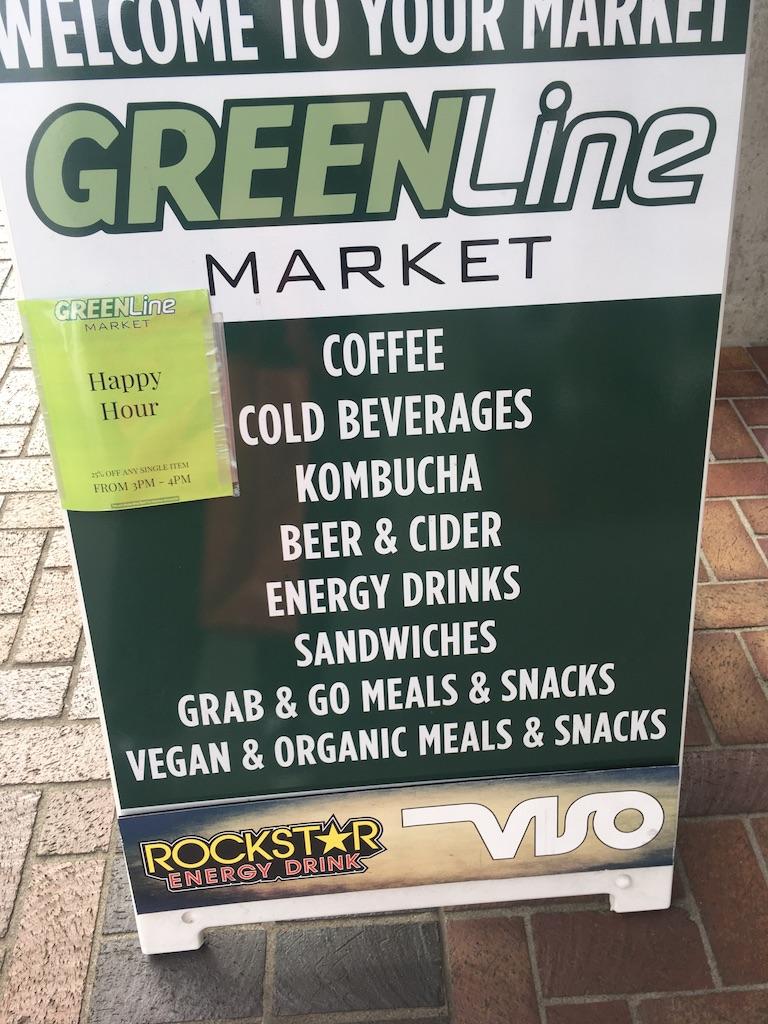 WELCOME TO YOUR MARKET
GREENLine
MARKET
GREENLine
MARKET
Happy
Hour
25% OFF ANY SINGLE ITEM
FROM 3PM - 4PM
COFFEE
COLD BEVERAGES
KOMBUCHA
BEER & CIDER
ENERGY DRINKS
SANDWICHES
GRAB & GO MEALS & SNACKS
VEGAN & ORGANIC MEALS & SNACKS
ROCKSTAR
ENERGY DRINK
VISO